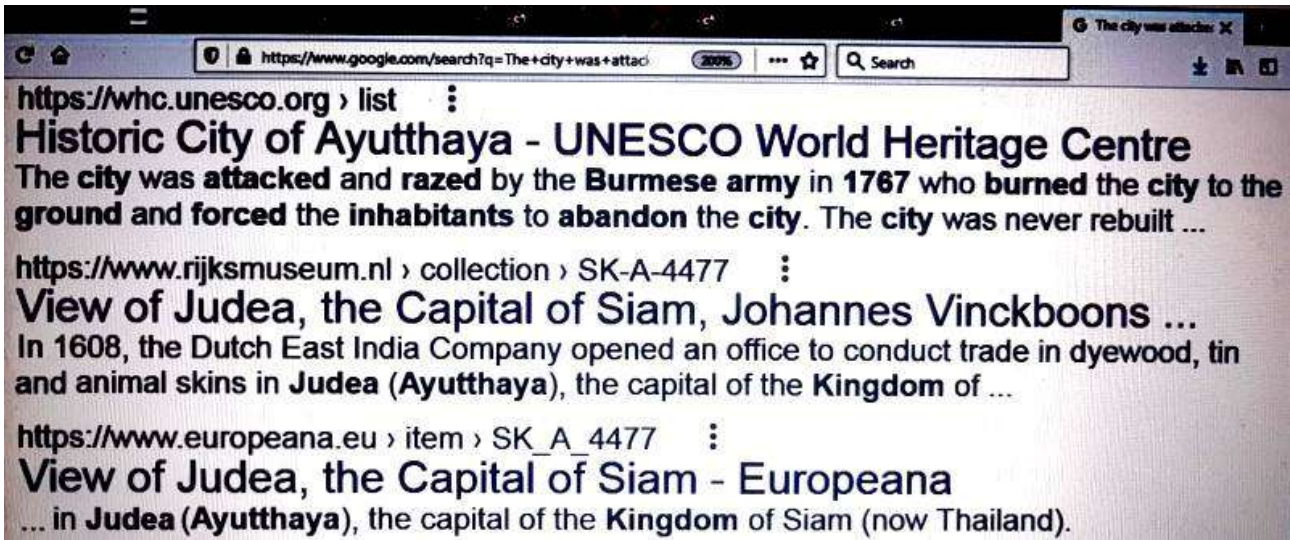 G The city was attacke X
https://www.google.com/search?q=The+city+was+attac 200% ••• Search
https://whc.unesco.org › list
Historic City of Ayutthaya - UNESCO World Heritage Centre
The city was attacked and razed by the Burmese army in 1767 who burned the city to the
ground and forced the inhabitants to abandon the city. The city was never rebuilt ...
https://www.rijksmuseum.nl › collection › SK-A-4477
View of Judea, the Capital of Siam, Johannes Vinckboons ...
In 1608, the Dutch East India Company opened an office to conduct trade in dyewood, tin
and animal skins in Judea (Ayutthaya), the capital of the Kingdom of ...
https://www.europeana.eu › item › SK_A_4477
View of Judea, the Capital of Siam - Europeana
... in Judea (Ayutthaya), the capital of the Kingdom of Siam (now Thailand).